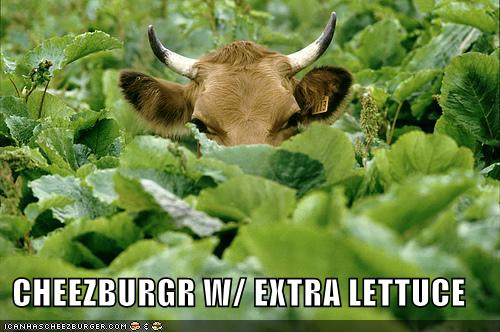 CHEEZBURGR W/ EXTRA LETTUCE
ICANHASCHEEZBURGER.COM